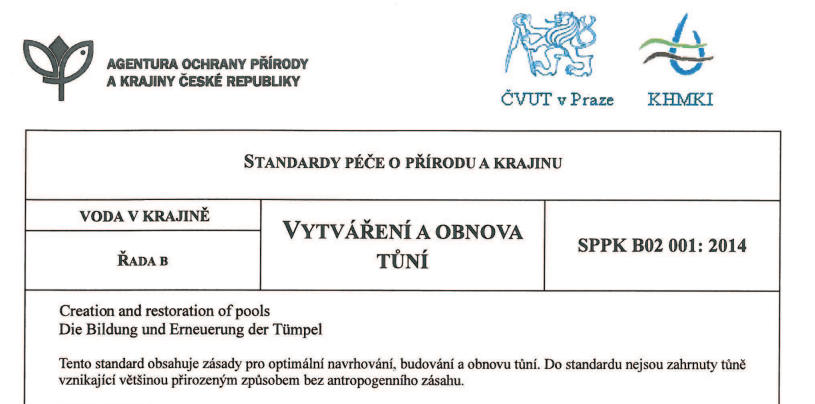 AGENTURA OCHRANY PŘÍRODY
A KRAJINY ČESKÉ REPUBLIKY
ČVUT v Praze
KHMKI
STANDARDY PÉČE O PŘÍRODU A KRAJINU
VODA V KRAJINĚ
ŘADA B
VYTVÁŘENÍ A OBNOVA
TŮNÍ
SPPK B02 001: 2014
Creation and restoration of pools
Die Bildung und Erneuerung der Tümpel
Tento standard obsahuje zásady pro optimální navrhování, budování a obnovu tůní. Do standardu nejsou zahrnuty tůně
vznikající většinou přirozeným způsobem bez antropogenního zásahu.